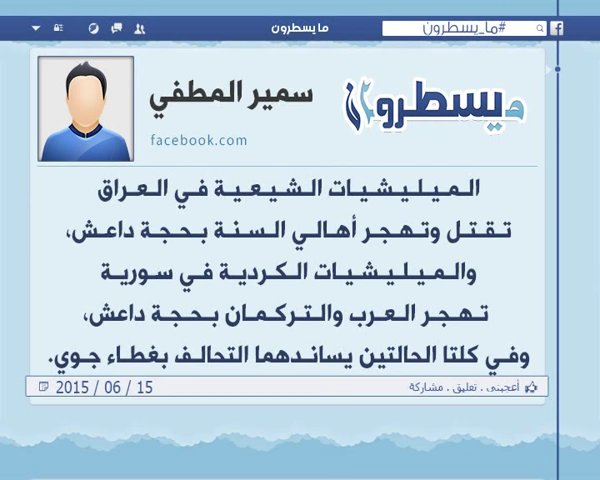 #ما_يسطرون
ما يسطرون
سمير المطفي
ما يسطرون
facebook.com
الميليشيات الشيعية في العراق
تقتل وتهجر أهالي السنة بحجة داعش،
والميليشيات الكردية في سورية
تهجر العرب والتركمان بحجة داعش،
وفي كلتا الحالتين يساندهما التحالف بغطاء جوي.
أعجبني . تعليق . مشاركة
2015 / 06 / 15